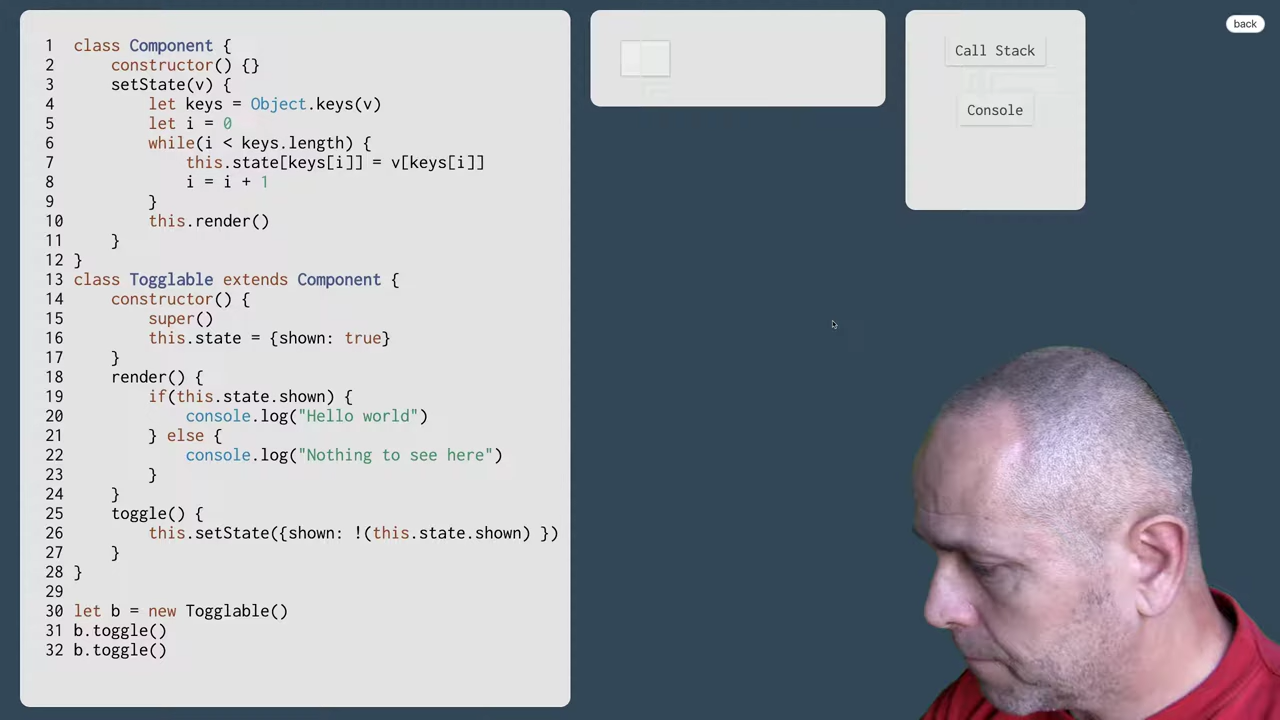 1 class Component {
2 constructor() {}
3 setState(v) {
4 let keys = Object.keys(v)
5 let i = 0
6 while(i < keys.length) {
7 this.state[keys[i]] = v[keys[i]]
8 i = i + 1
9 }
10 this.render()
11 }
12 }
13 class Togglable extends Component {
14 constructor() {
15 super()
16 this.state = {shown: true}
17 }
18 render() {
19 if(this.state.shown) {
20 console.log("Hello world")
21 } else {
22 console.log("Nothing to see here")
23 }
24 }
25 toggle() {
26 this.setState({shown: !(this.state.shown) })
27 }
28 }
29
30 let b = new Togglable()
31 b.toggle()
32 b.toggle()
Call Stack
Console
back